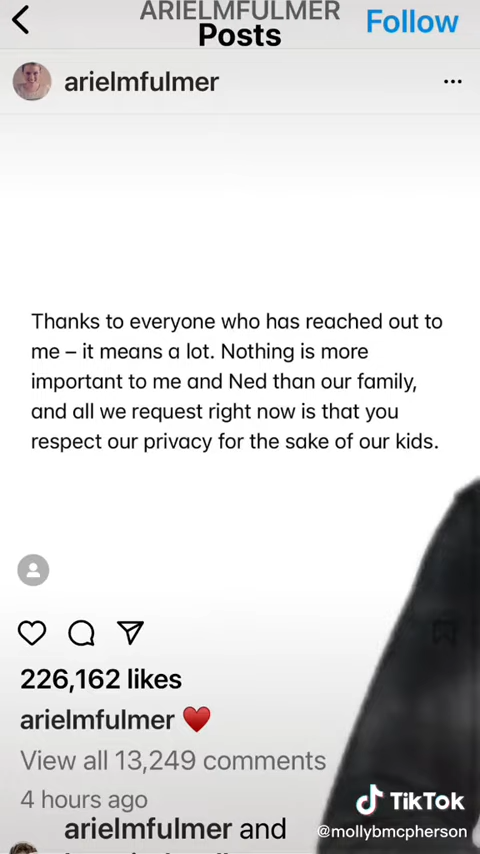 ARIELMFULMER
Posts
Follow
arielmfulmer
Thanks to everyone who has reached out to
me – it means a lot. Nothing is more
important to me and Ned than our family,
and all we request right now is that you
respect our privacy for the sake of our kids.
226,162 likes
arielmfulmer ❤️
View all 13,249 comments
4 hours ago
arielmfulmer and
TikTok
@mollybmcpherson